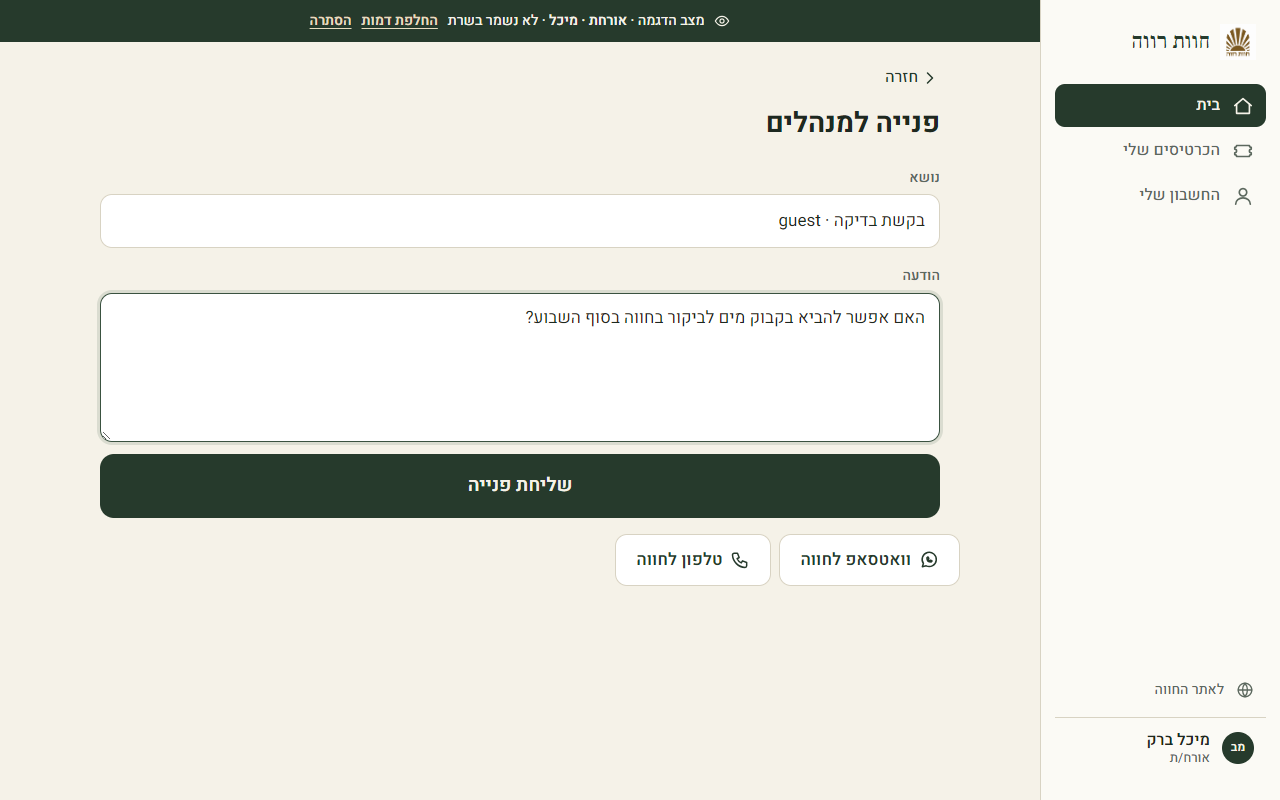 חוות רווה
בית
הכרטיסים שלי
החשבון שלי
לאתר החווה
מב
מיכל ברק
אורח/ת
מצב הדגמה · אורחת · מיכל · לא נשמר בשרת החלפת דמות הסתרה
חזרה
פנייה למנהלים
נושא
בקשת בדיקה · guest
הודעה
האם אפשר להביא בקבוק מים לביקור בחווה בסוף השבוע?
שליחת פנייה
וואטסאפ לחווה
טלפון לחווה